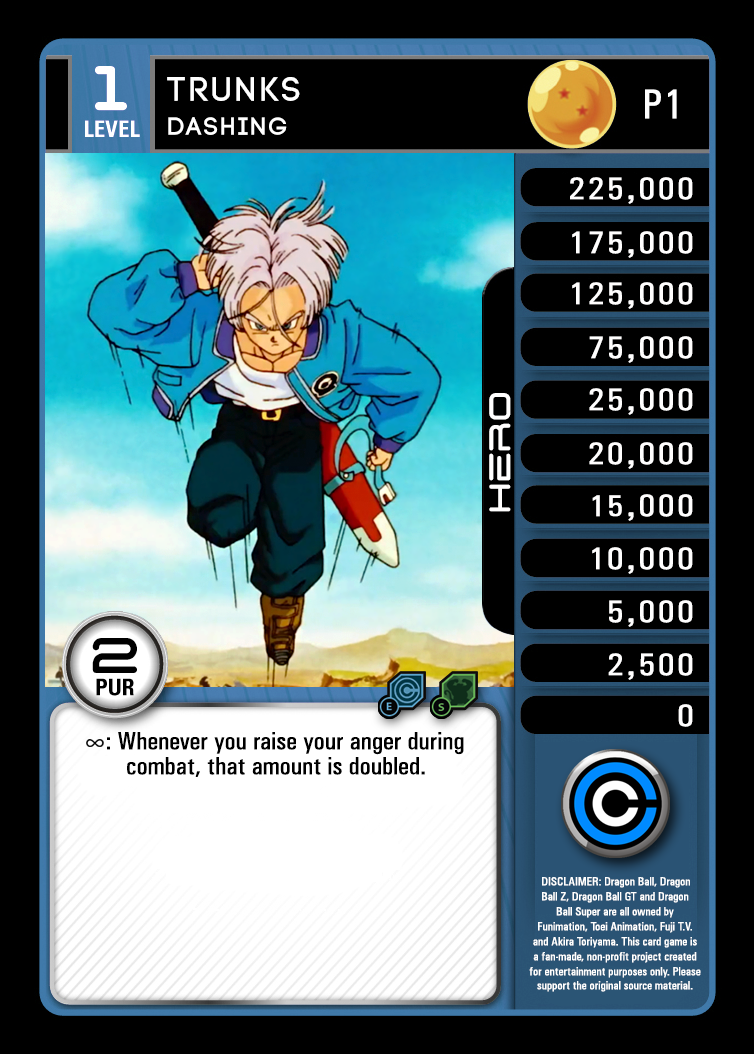 1
LEVEL
TRUNKS
DASHING
P1
225,000
175,000
125,000
75,000
25,000
20,000
15,000
10,000
5,000
2,500
0
HERO
2
PUR
E
S
∞: Whenever you raise your anger during
combat, that amount is doubled.
DISCLAIMER: Dragon Ball, Dragon
Ball Z, Dragon Ball GT and Dragon
Ball Super are all owned by
Funimation, Toei Animation, Fuji T.V.
and Akira Toriyama. This card game is
a fan-made, non-profit project created
for entertainment purposes only. Please
support the original source material.